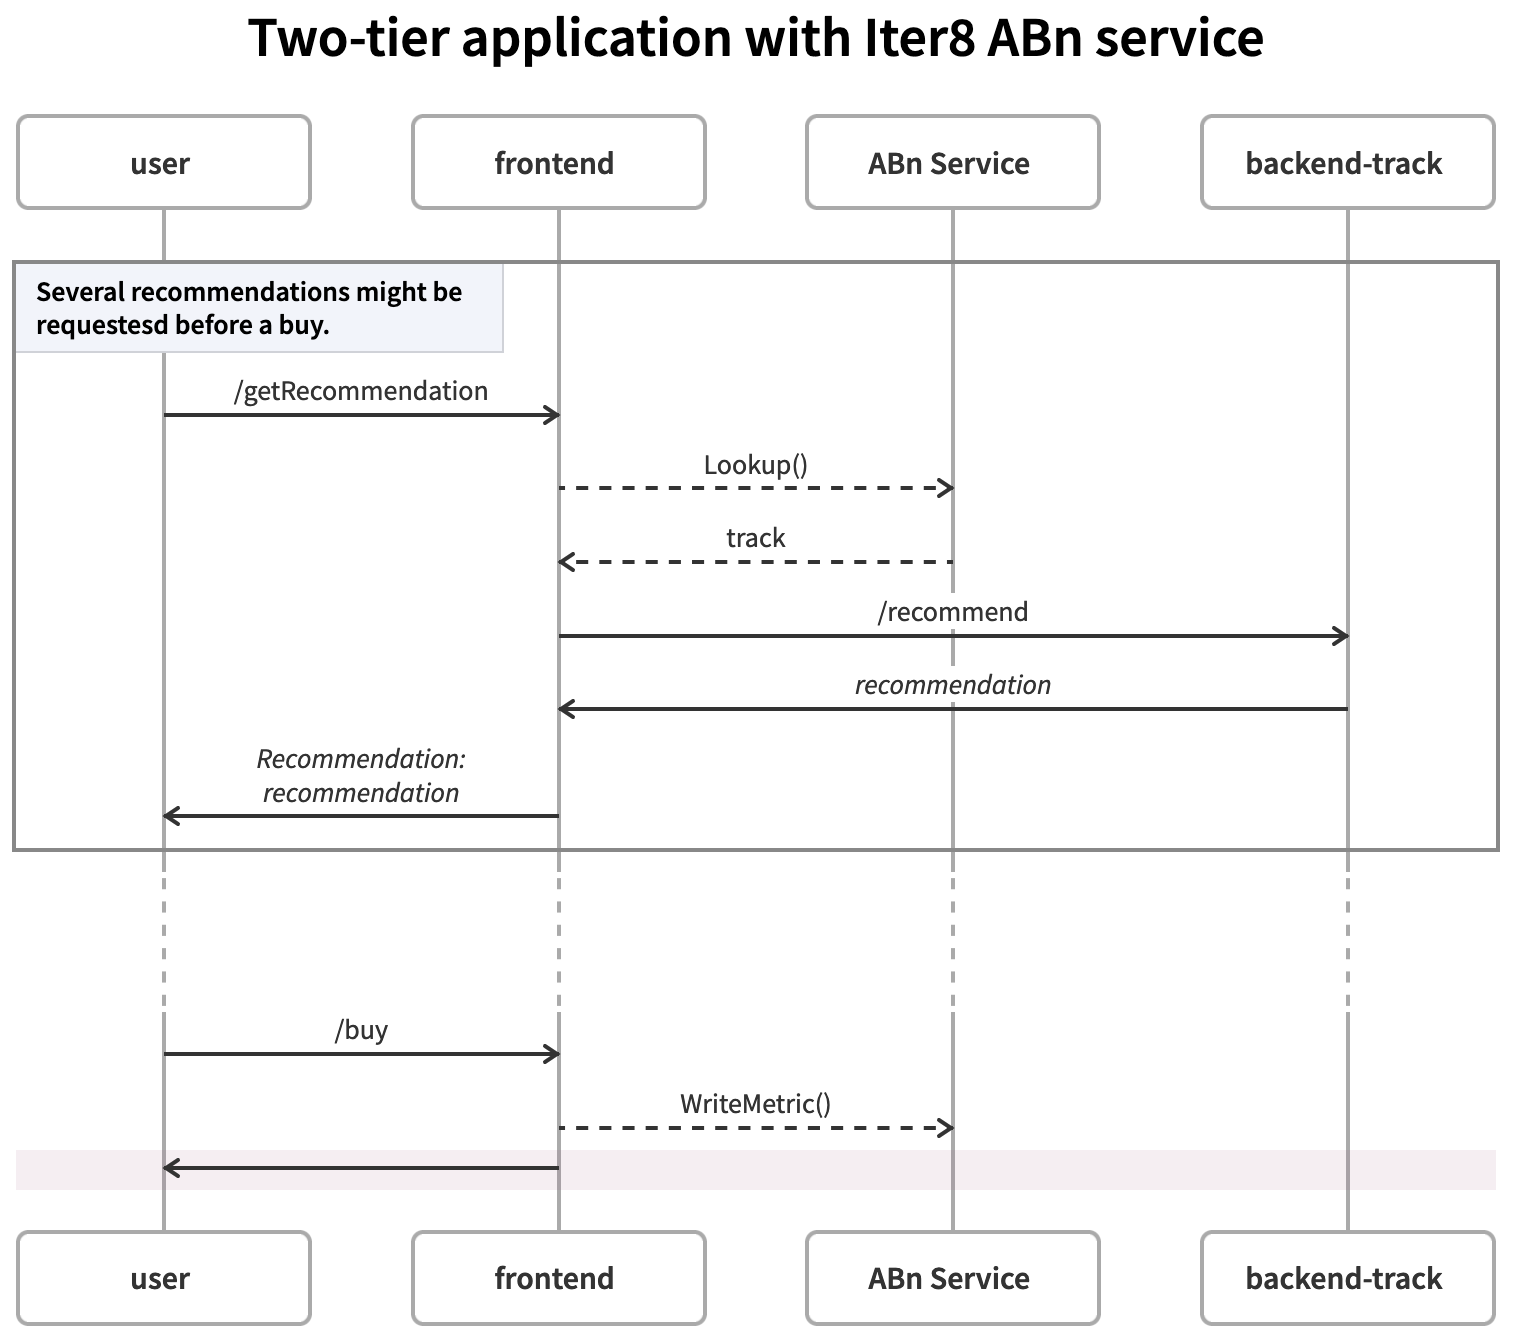 Two-tier application with Iter8 ABn service
user
frontend
ABn Service
backend-track
Several recommendations might be
requestesd before a buy.
/getRecommendation
Lookup()
track
/recommend
recommendation
Recommendation:
recommendation
/buy
WriteMetric()
user
frontend
ABn Service
backend-track